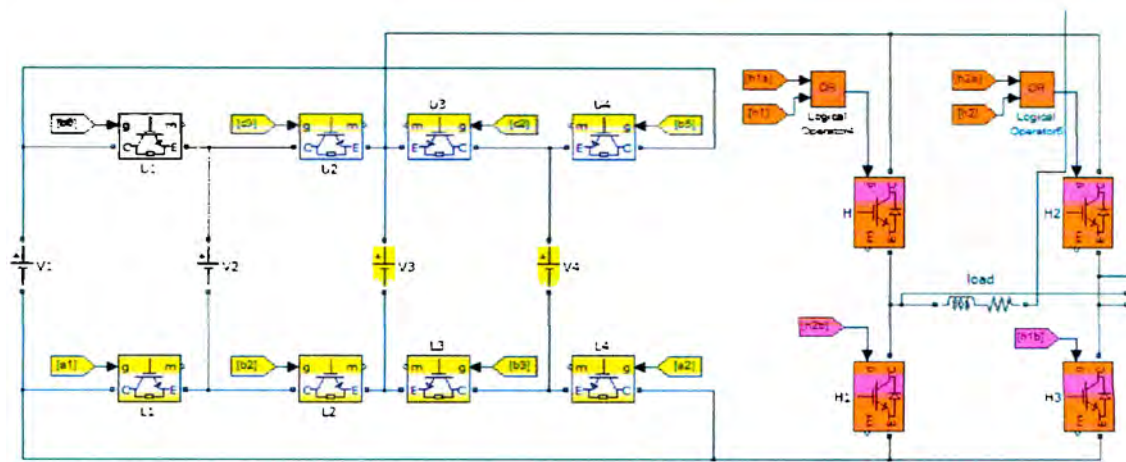 U3
U4
[h1a]
OR
[h2a]
OR
[h1]
[h2]
Logical
Operator4
Logical
Operator5
g
m
[c3]
g
m
m
g
[c2]
m
g
[b5]
C
E
C
E
E
C
E
C
U1
U2
g
C
g
C
H
H2
m
E
m
E
V1
V2
V3
V4
load
[h2b]
[h1b]
L3
L4
[a1]
g
m
[b2]
g
m
m
g
[b3]
m
g
[a2]
g
C
g
C
C
E
C
E
E
C
E
C
H1
H3
L1
L2
m
E
m
E